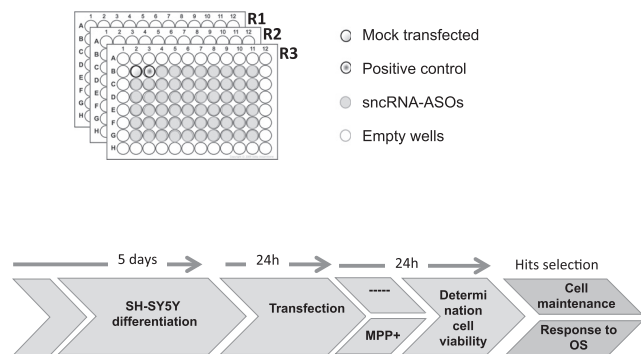 1 2 3 4 5 6 7 8 9 10 11 12
R1
A
B
C
D
E
F
G
H
1 2 3 4 5 6 7 8 9 10 11 12
R2
A
B
C
D
E
F
G
H
1 2 3 4 5 6 7 8 9 10 11 12
R3
A
B
C
D
E
F
G
H
Mock transfected
Positive control
sncRNA-ASOs
Empty wells
5 days
24h
24h
Hits selection
SH-SY5Y
differentiation
Transfection
-----
MPP+
Determi
nation
cell
viability
Cell
maintenance
Response to
OS